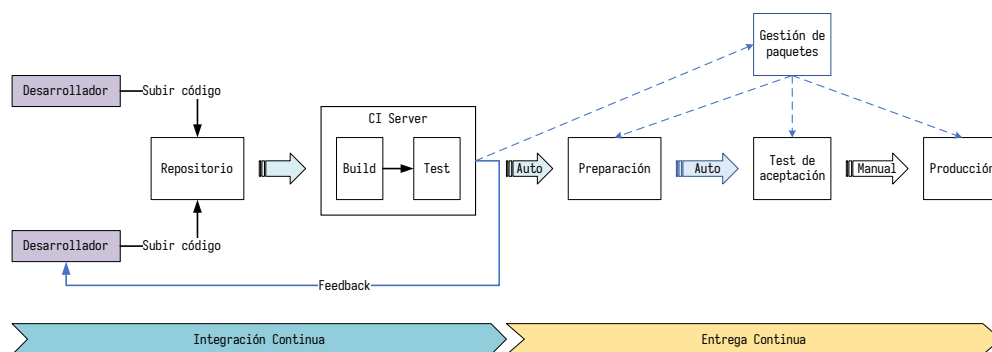 Gestión de
paquetes
Desarrollador
Subir código
CI Server
Repositorio
Build
Test
Auto
Preparación
Auto
Test de
aceptación
Manual
Producción
Desarrollador
Subir código
Feedback
Integración Continua
Entrega Continua